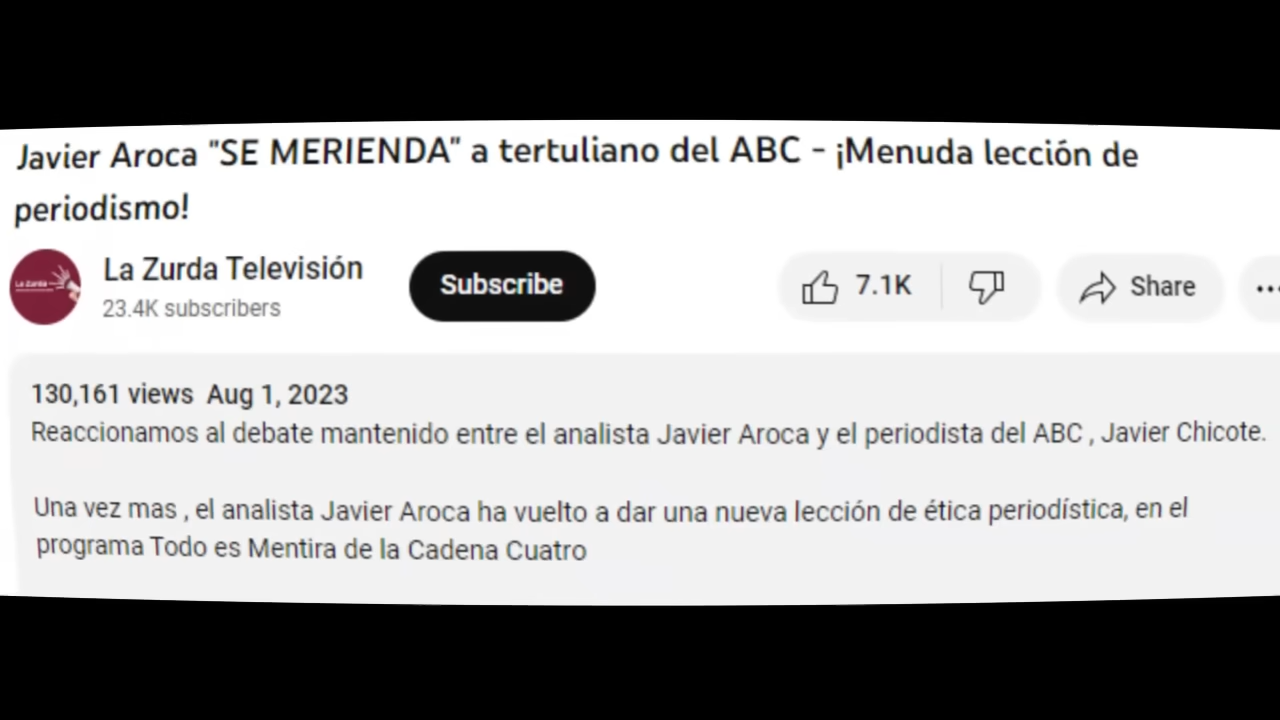 Javier Aroca "SE MERIENDA" a tertuliano del ABC - ¡Menuda lección de
periodismo!
La Zurda
La Zurda Televisión
23.4K subscribers
Subscribe
7.1K
Share
130,161 views Aug 1, 2023
Reaccionamos al debate mantenido entre el analista Javier Aroca y el periodista del ABC , Javier Chicote.
Una vez mas , el analista Javier Aroca ha vuelto a dar una nueva lección de ética periodística, en el
programa Todo es Mentira de la Cadena Cuatro